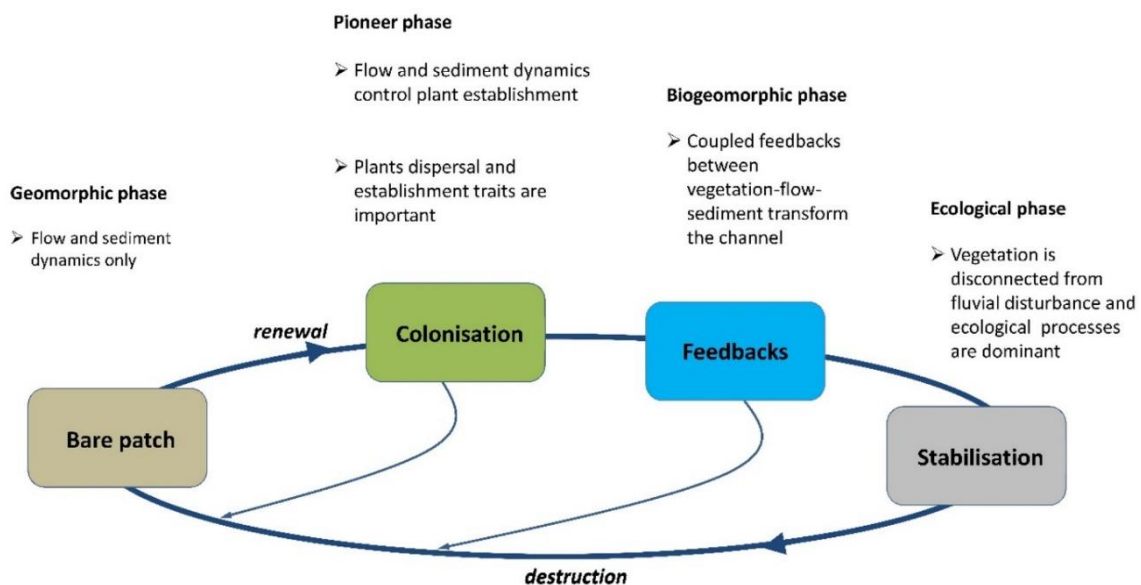 Pioneer phase
➢ Flow and sediment dynamics
control plant establishment
➢ Plants dispersal and
establishment traits are
important
Biogeomorphic phase
➢ Coupled feedbacks
between
vegetation-flow-
sediment transform
the channel
Geomorphic phase
➢ Flow and sediment
dynamics only
Ecological phase
➢ Vegetation is
disconnected from
fluvial disturbance and
ecological processes
are dominant
renewal
Colonisation
Feedbacks
Bare patch
Stabilisation
destruction